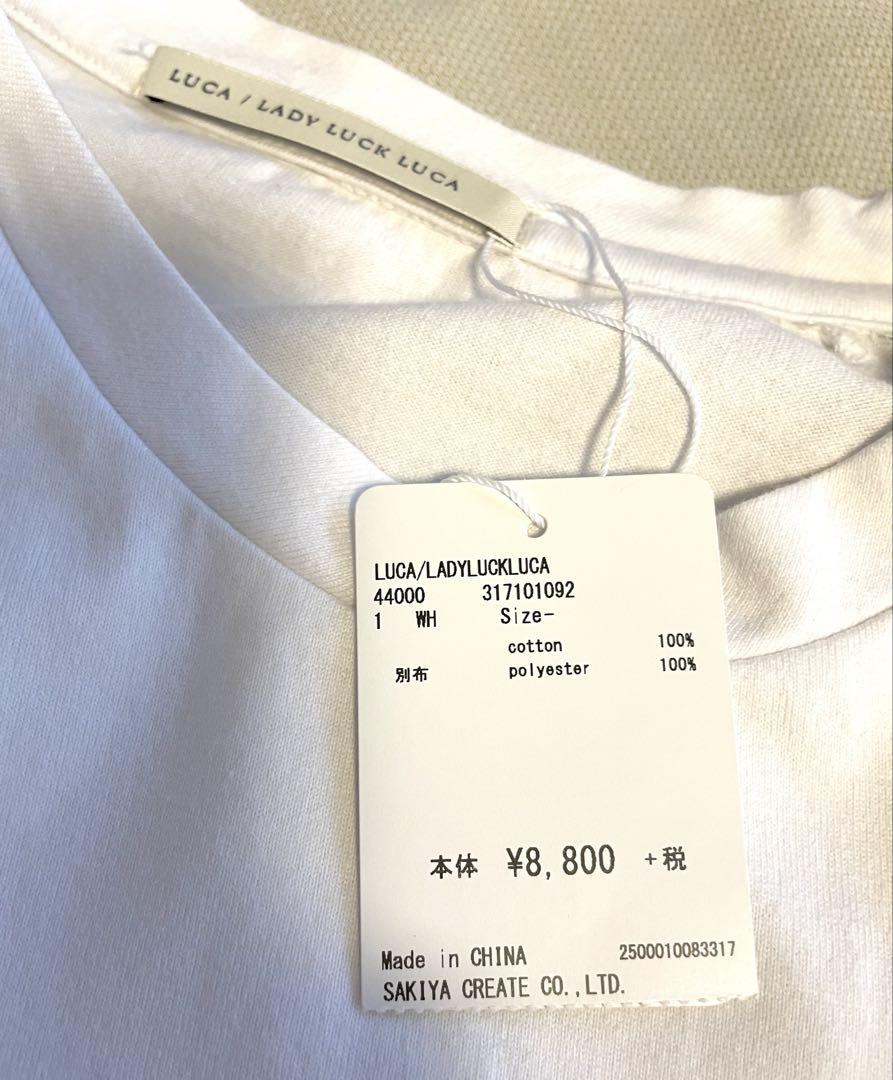 LUCA / LADY LUCK LUCA
LUCA/LADYLUCKLUCA
44000 317101092
1 WH Size-
cotton 100%
別布 polyester 100%
本体 ¥8,800 +税
Made in CHINA 2500010083317
SAKIYA CREATE CO.,LTD.